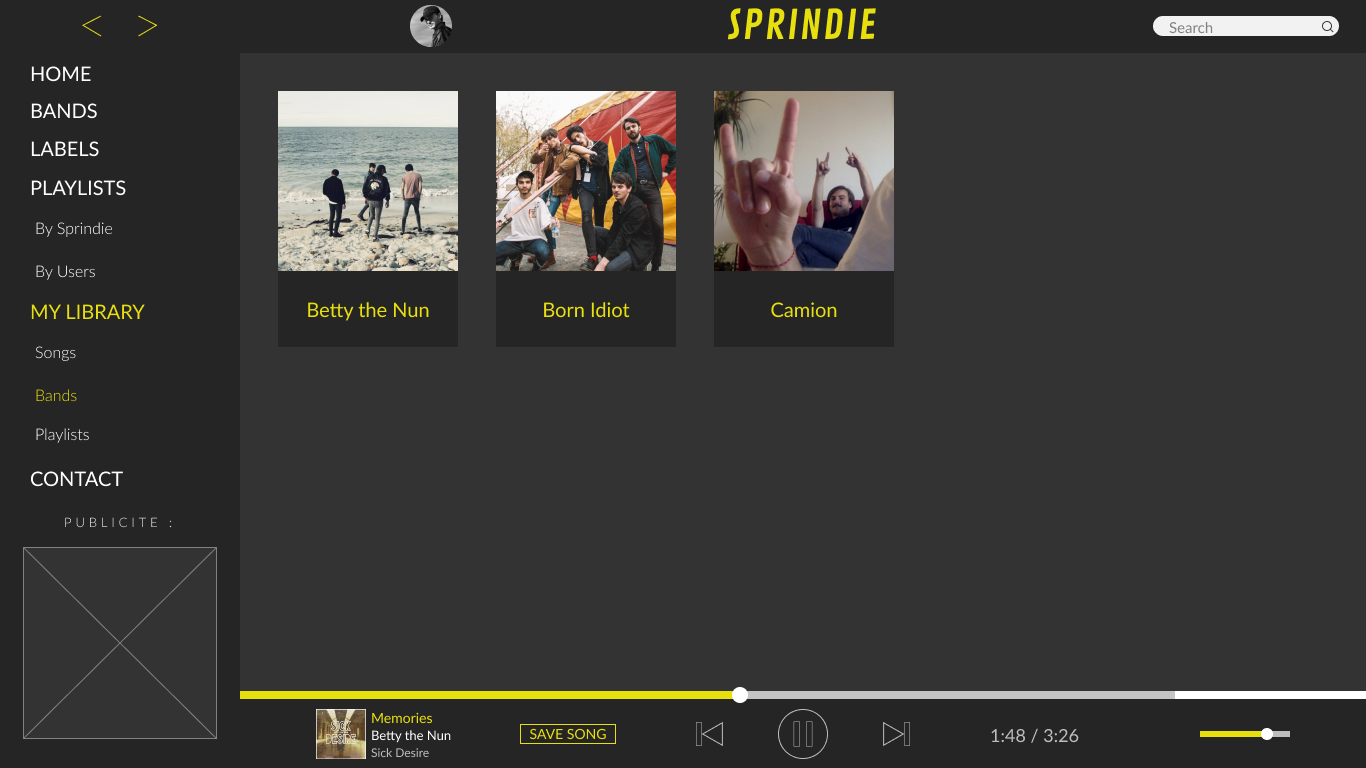 < >
SPRINDIE
Search
HOME
BANDS
LABELS
PLAYLISTS
By Sprindie
By Users
MY LIBRARY
Songs
Bands
Playlists
CONTACT
PUBLICITE :
Betty the Nun
Born Idiot
Camion
SICK
DESIRE
Memories
Betty the Nun
Sick Desire
SAVE SONG
1:48 / 3:26